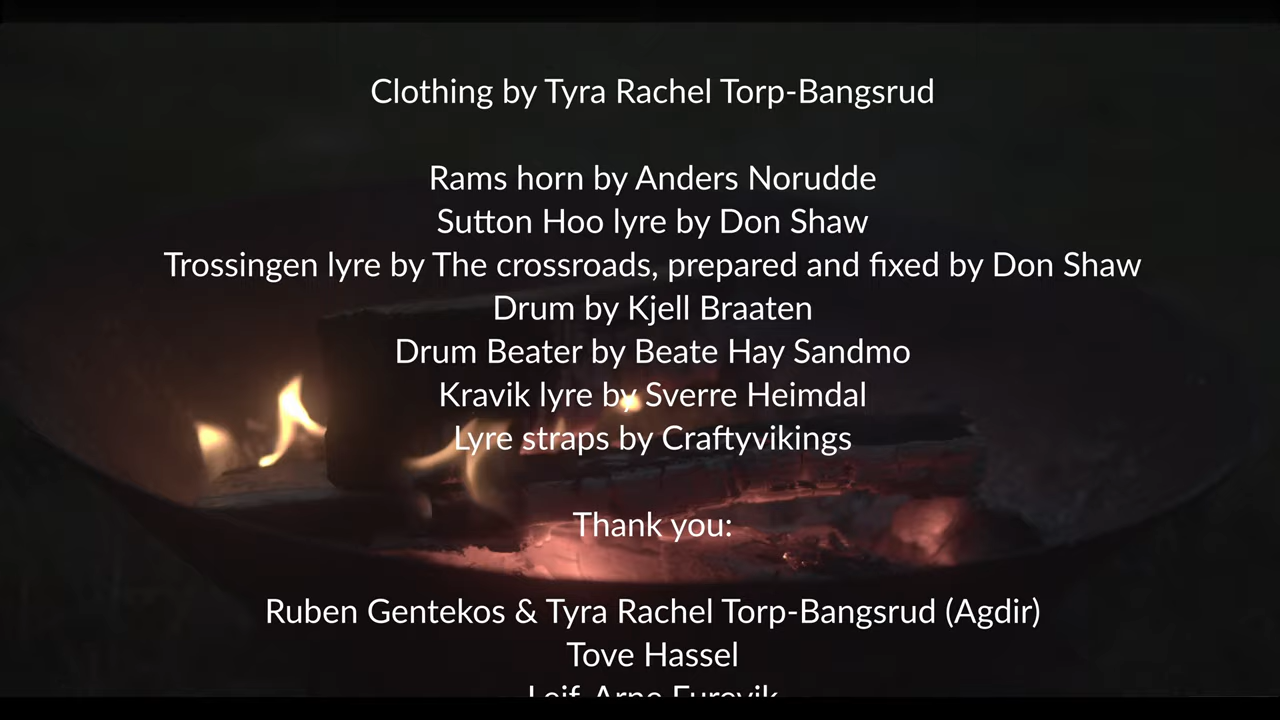 Clothing by Tyra Rachel Torp-Bangsrud
Rams horn by Anders Norudde
Sutton Hoo lyre by Don Shaw
Trossingen lyre by The crossroads, prepared and fixed by Don Shaw
Drum by Kjell Braaten
Drum Beater by Beate Hay Sandmo
Kravik lyre by Sverre Heimdal
Lyre straps by Craftyvikings
Thank you:
Ruben Gentekos & Tyra Rachel Torp-Bangsrud (Agdir)
Tove Hassel
Leif-Arne